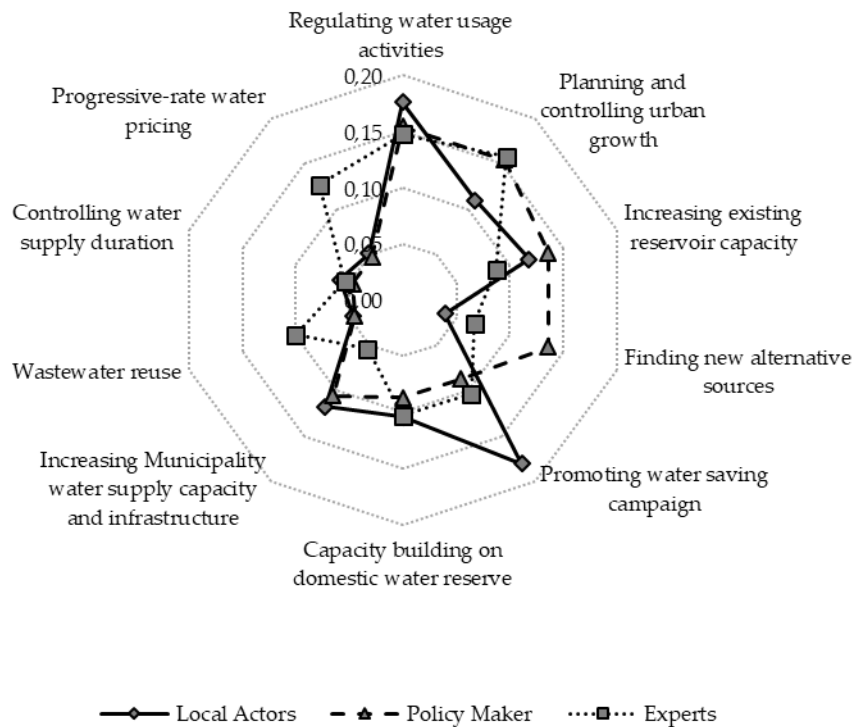 Regulating water usage
activities
Planning and
controlling urban
growth
Increasing existing
reservoir capacity
Finding new alternative
sources
Promoting water saving
campaign
Capacity building on
domestic water reserve
Increasing Municipality
water supply capacity
and infrastructure
Wastewater reuse
Controlling water
supply duration
Progressive-rate water
pricing
0,20
0,15
0,10
0,05
,00
Local Actors
Policy Maker
Experts